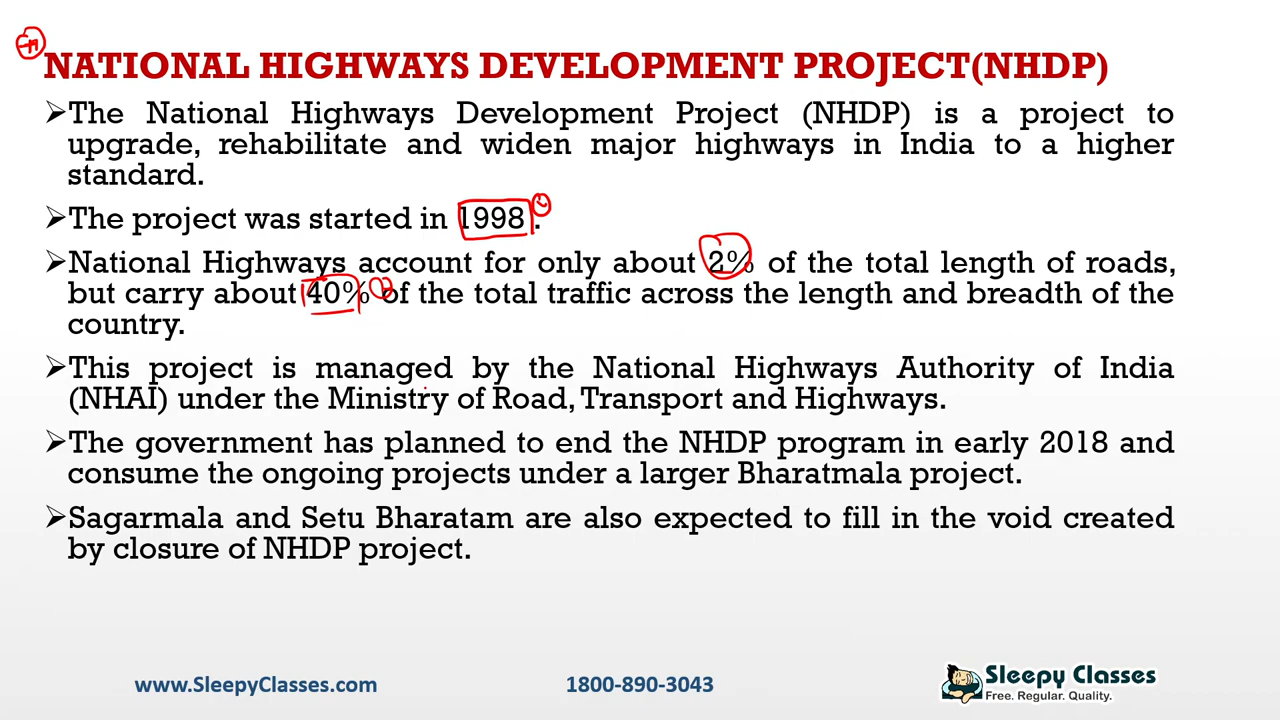 NATIONAL HIGHWAYS DEVELOPMENT PROJECT(NHDP)
➢The National Highways Development Project (NHDP) is a project to
upgrade, rehabilitate and widen major highways in India to a higher
standard.
➢The project was started in 1998 .
➢National Highways account for only about 2% of the total length of roads,
but carry about 40% of the total traffic across the length and breadth of the
country.
➢This project is managed by the National Highways Authority of India
(NHAI) under the Ministry of Road, Transport and Highways.
➢The government has planned to end the NHDP program in early 2018 and
consume the ongoing projects under a larger Bharatmala project.
➢Sagarmala and Setu Bharatam are also expected to fill in the void created
by closure of NHDP project.
www.SleepyClasses.com
1800-890-3043
Sleepy Classes
Free. Regular. Quality.